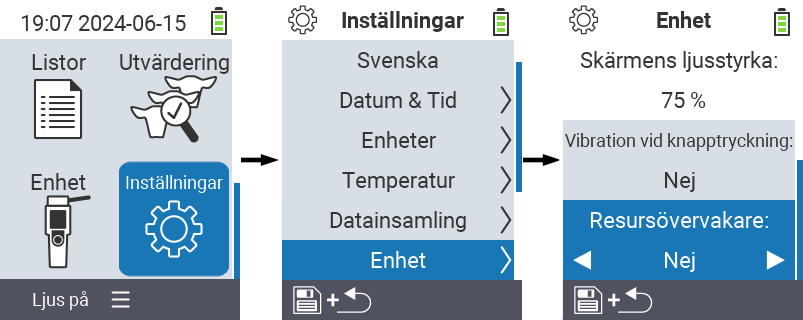 19:07 2024-06-15
Listor
Utvärdering
Enhet
Inställningar
Ljus på
Inställningar
Svenska
Datum & Tid
Enheter
Temperatur
Datainsamling
Enhet
+
Enhet
Skärmens ljusstyrka:
75 %
Vibration vid knapptryckning:
Nej
Resursövervakare:
Nej
+